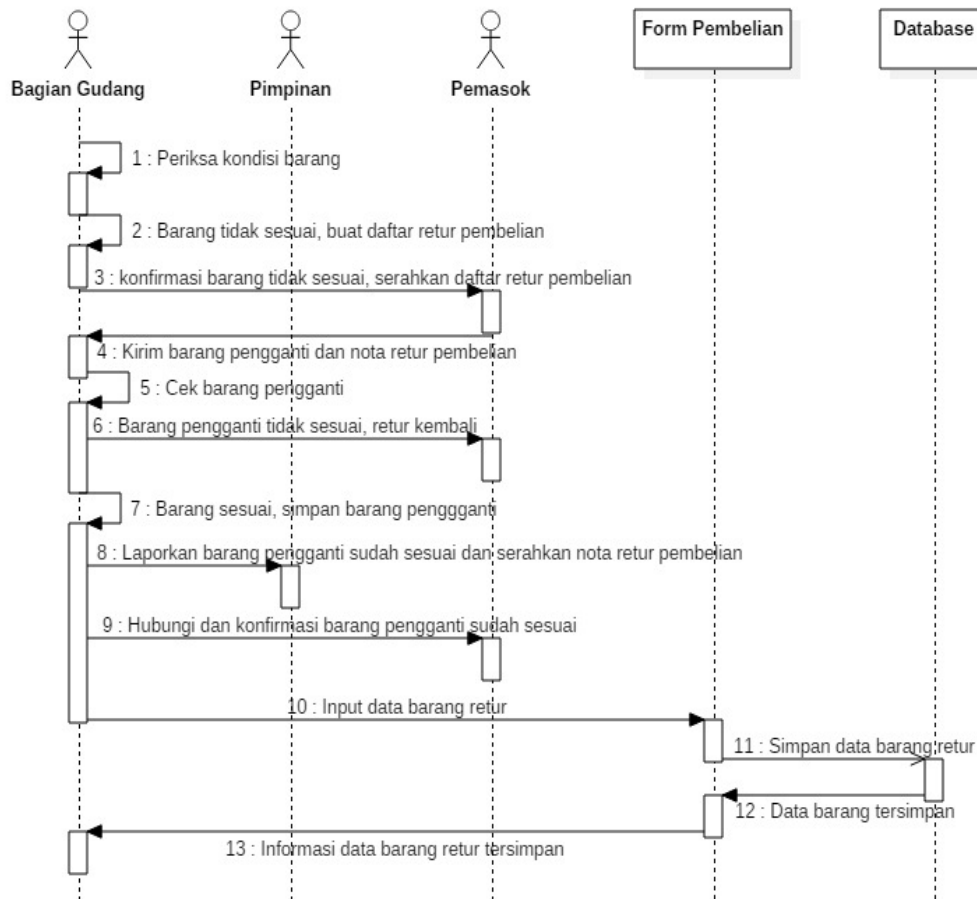 Bagian Gudang
Pimpinan
Pemasok
Form Pembelian
Database
1 : Periksa kondisi barang
2 : Barang tidak sesuai, buat daftar retur pembelian
3 : konfirmasi barang tidak sesuai, serahkan daftar retur pembelian
4 : Kirim barang pengganti dan nota retur pembelian
5 : Cek barang pengganti
6 : Barang pengganti tidak sesuai, retur kembali
7 : Barang sesuai, simpan barang penggganti
8 : Laporkan barang pengganti sudah sesuai dan serahkan nota retur pembelian
9 : Hubungi dan konfirmasi barang pengganti sudah sesuai
10 : Input data barang retur
11 : Simpan data barang retur
12 : Data barang tersimpan
13 : Informasi data barang retur tersimpan